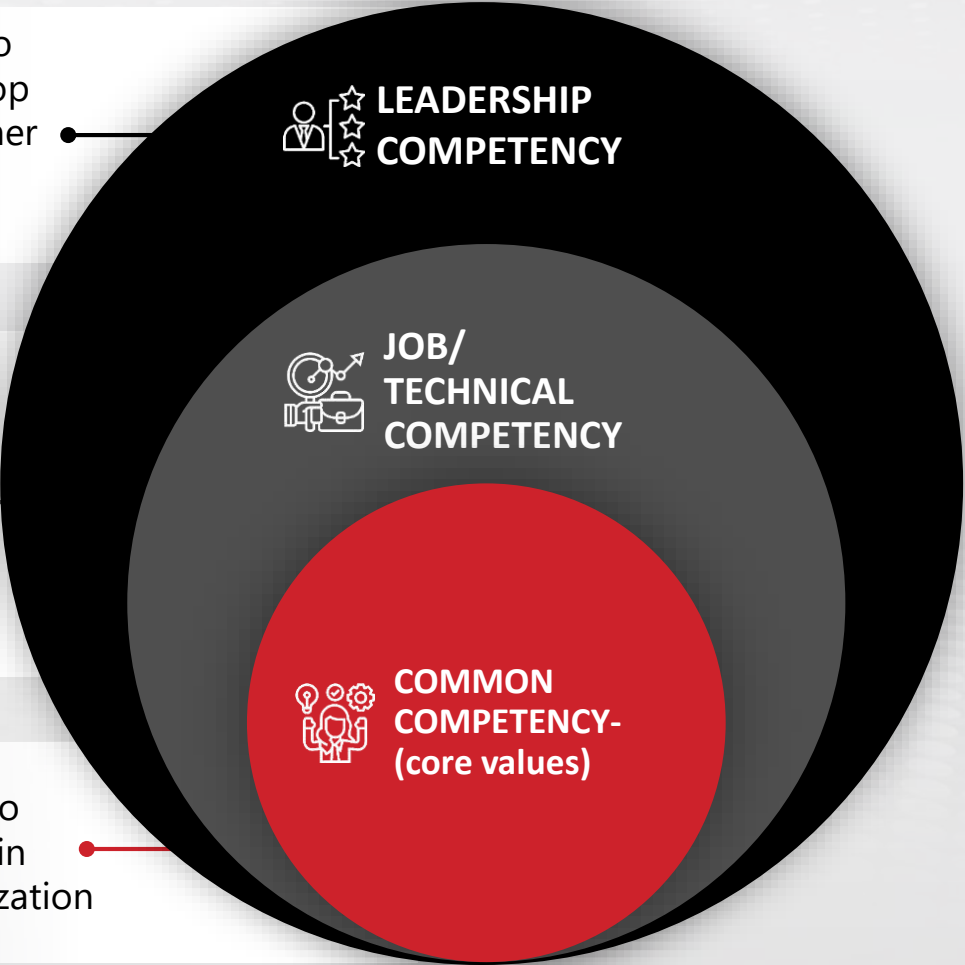 LEADERSHIP
COMPETENCY
JOB/
TECHNICAL
COMPETENCY
COMMON
COMPETENCY-
(core values)